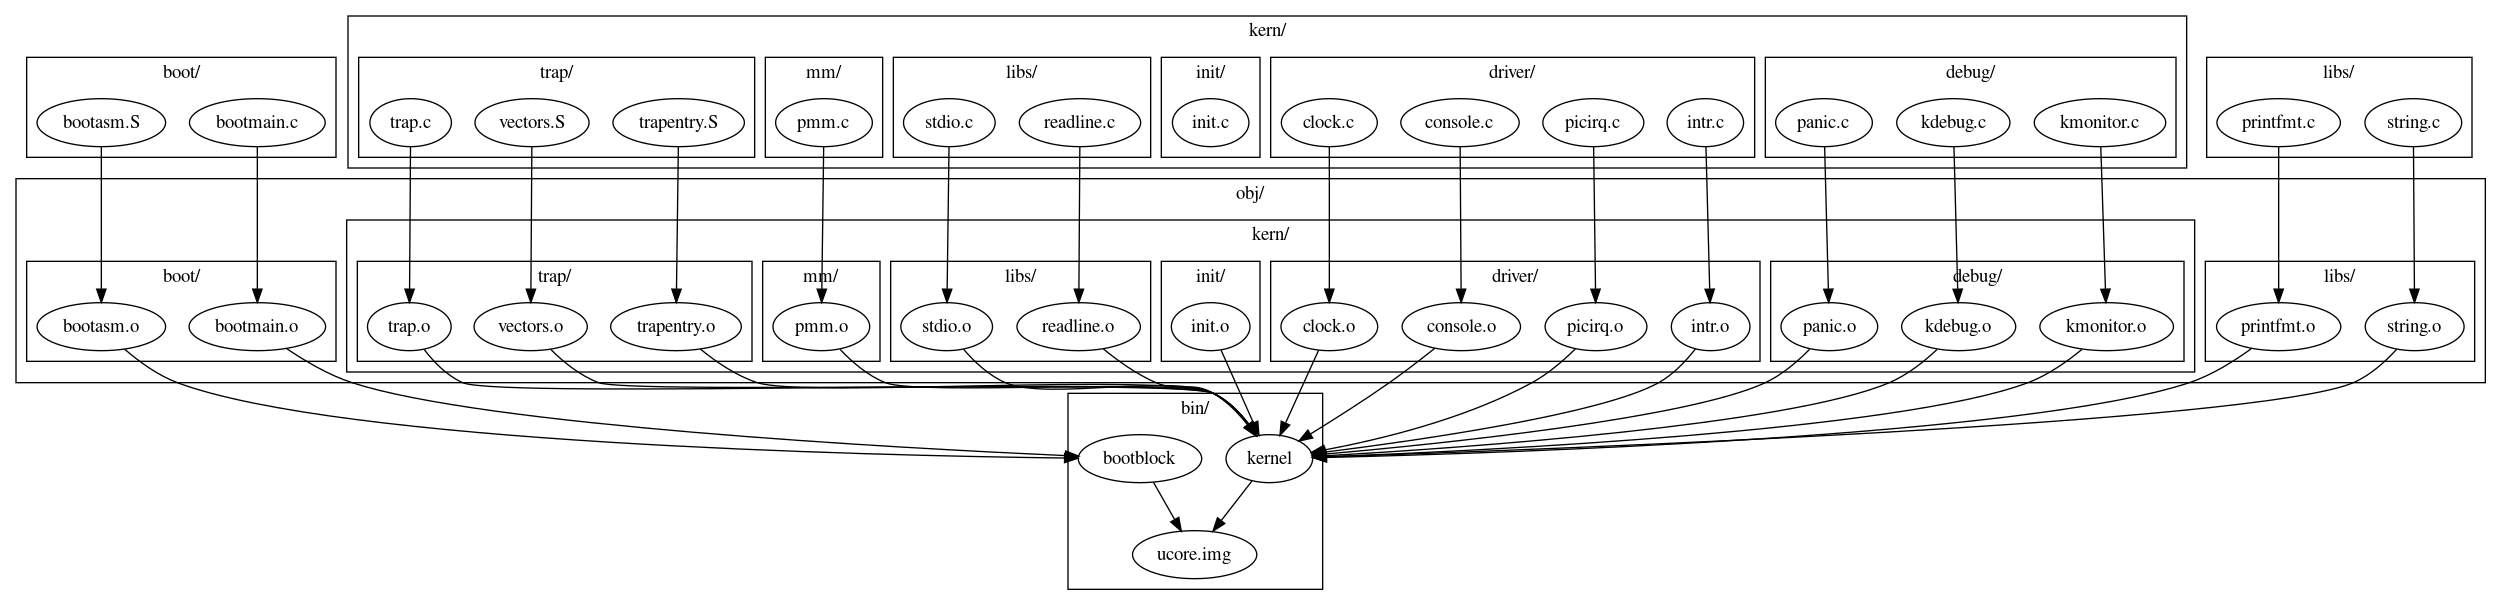 kern/
boot/ trap/ mm/ libs/ init/ driver/ debug/ libs/
bootasm.S bootmain.c trap.c vectors.S trapentry.S pmm.c stdio.c readline.c init.c clock.c console.c picirq.c intr.c panic.c kdebug.c kmonitor.c printfmt.c string.c
obj/
kern/
boot/ trap/ mm/ libs/ init/ driver/ debug/ libs/
bootasm.o bootmain.o trap.o vectors.o trapentry.o pmm.o stdio.o readline.o init.o clock.o console.o picirq.o intr.o panic.o kdebug.o kmonitor.o printfmt.o string.o
bin/
bootblock kernel
ucore.img